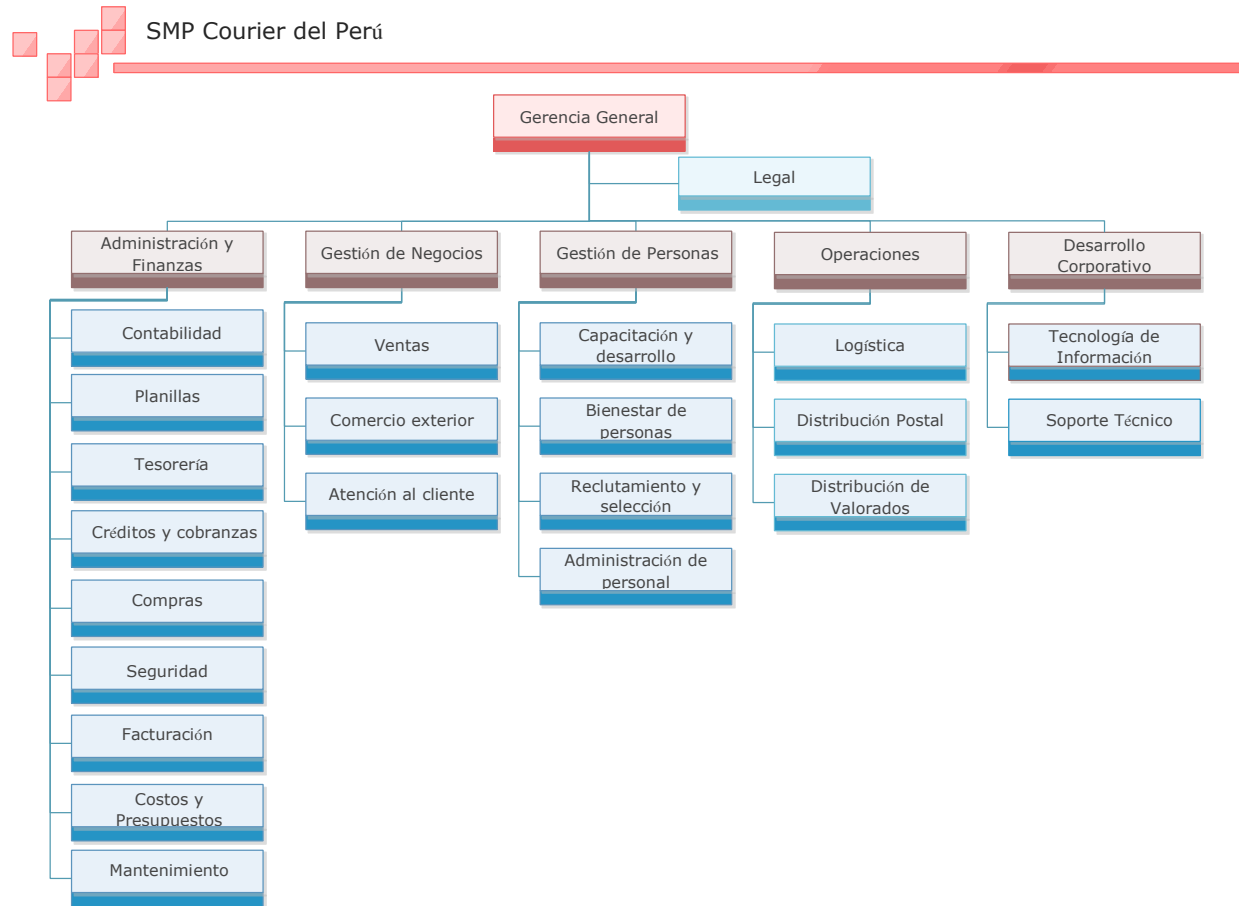 SMP Courier del Perú
Gerencia General
Legal
Administración y
Finanzas
Gestión de Negocios
Gestión de Personas
Operaciones
Desarrollo
Corporativo
Contabilidad
Planillas
Tesorería
Créditos y cobranzas
Compras
Seguridad
Facturación
Costos y
Presupuestos
Mantenimiento
Ventas
Comercio exterior
Atención al cliente
Capacitación y
desarrollo
Bienestar de
personas
Reclutamiento y
selección
Administración de
personal
Logística
Distribución Postal
Distribución de
Valorados
Tecnología de
Información
Soporte Técnico